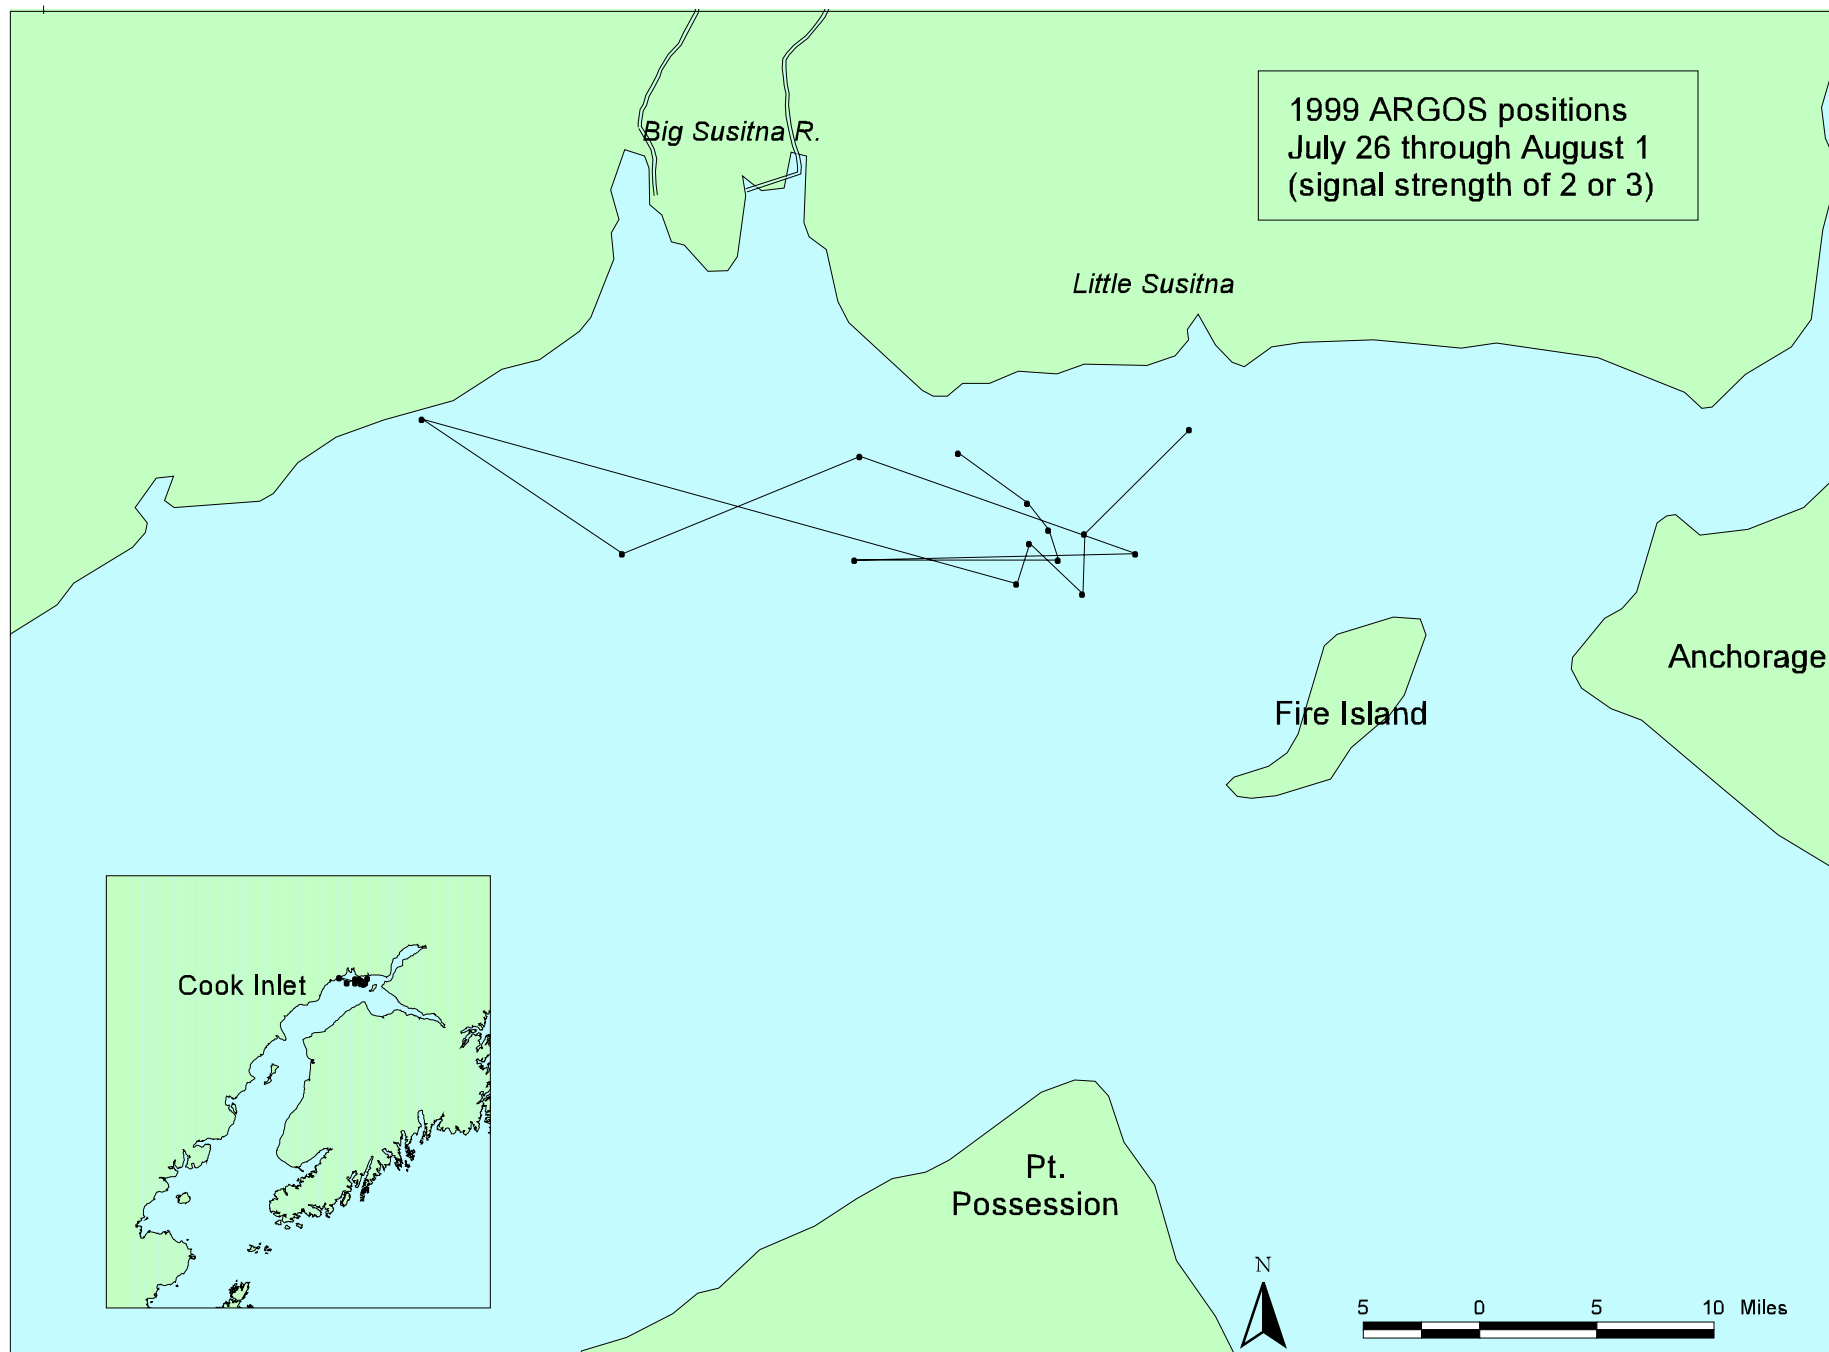 1999 ARGOS positions
July 26 through August 1
(signal strength of 2 or 3)
Big Susitna R.
Little Susitna
Anchorage
Fire Island
Cook Inlet
Pt.
Possession
N
5 0 5 10 Miles